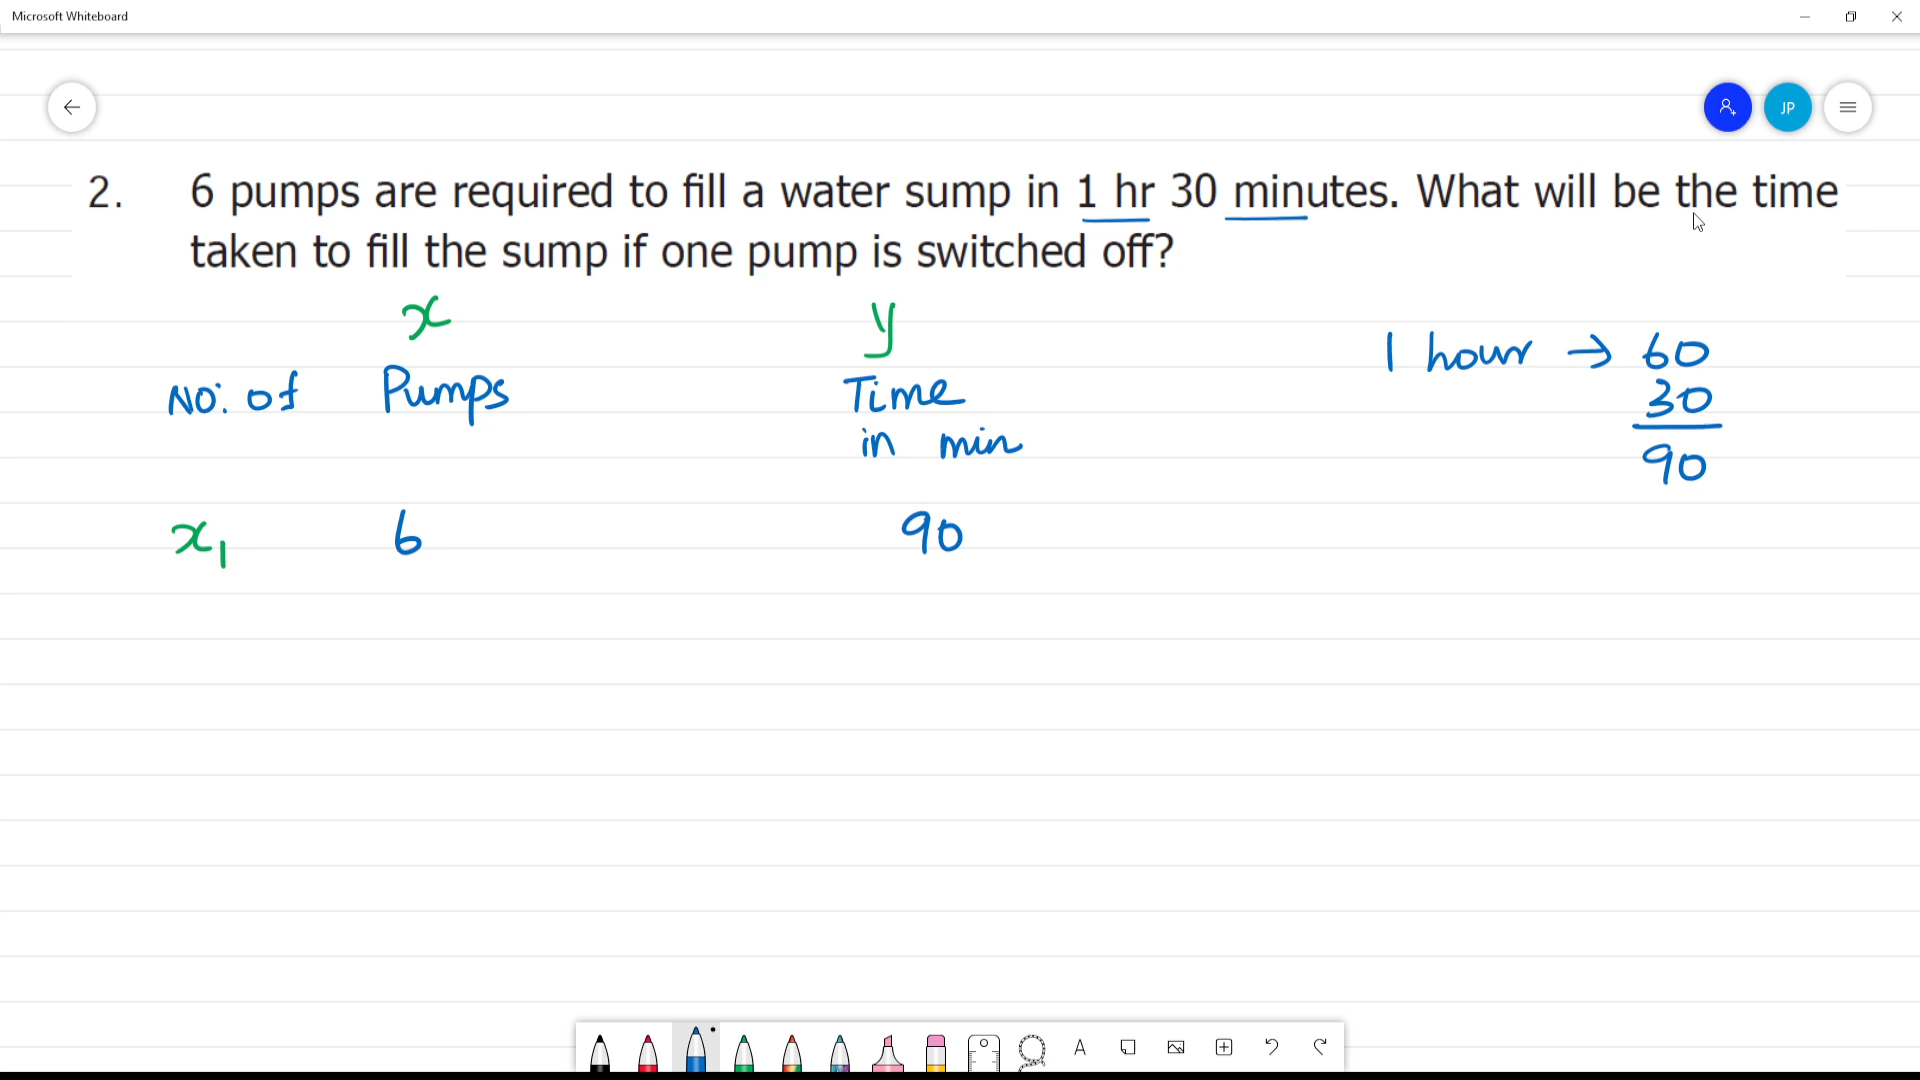 Microsoft Whiteboard
JP
2. 6 pumps are required to fill a water sump in 1 hr 30 minutes. What will be the time
taken to fill the sump if one pump is switched off?
x y
1 hour → 60
No: of Pumps Time 30
in min 90
x₁ 6 90
A